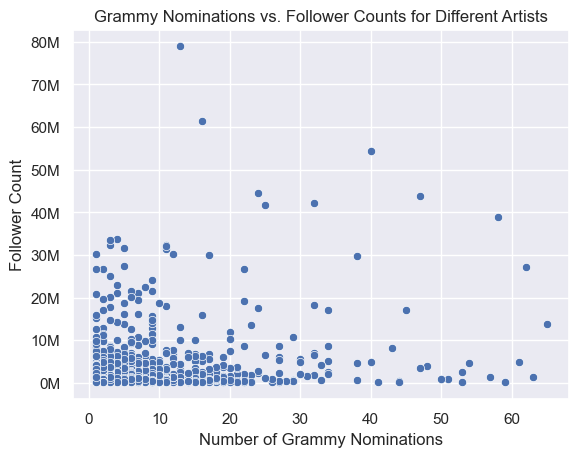 Grammy Nominations vs. Follower Counts for Different Artists
80M
70M
60M
50M
40M
30M
20M
10M
0M
Follower Count
0 10 20 30 40 50 60
Number of Grammy Nominations